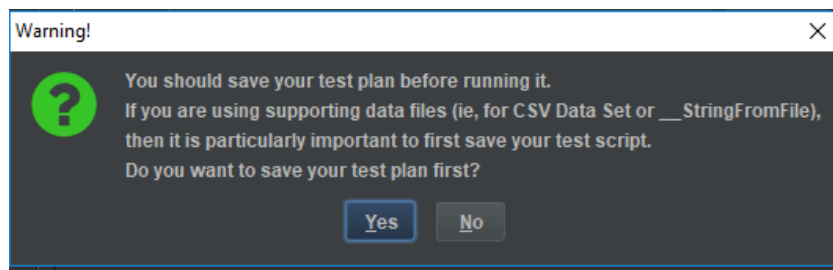 Warning!
You should save your test plan before running it.
If you are using supporting data files (ie, for CSV Data Set or __StringFromFile),
then it is particularly important to first save your test script.
Do you want to save your test plan first?
Yes No